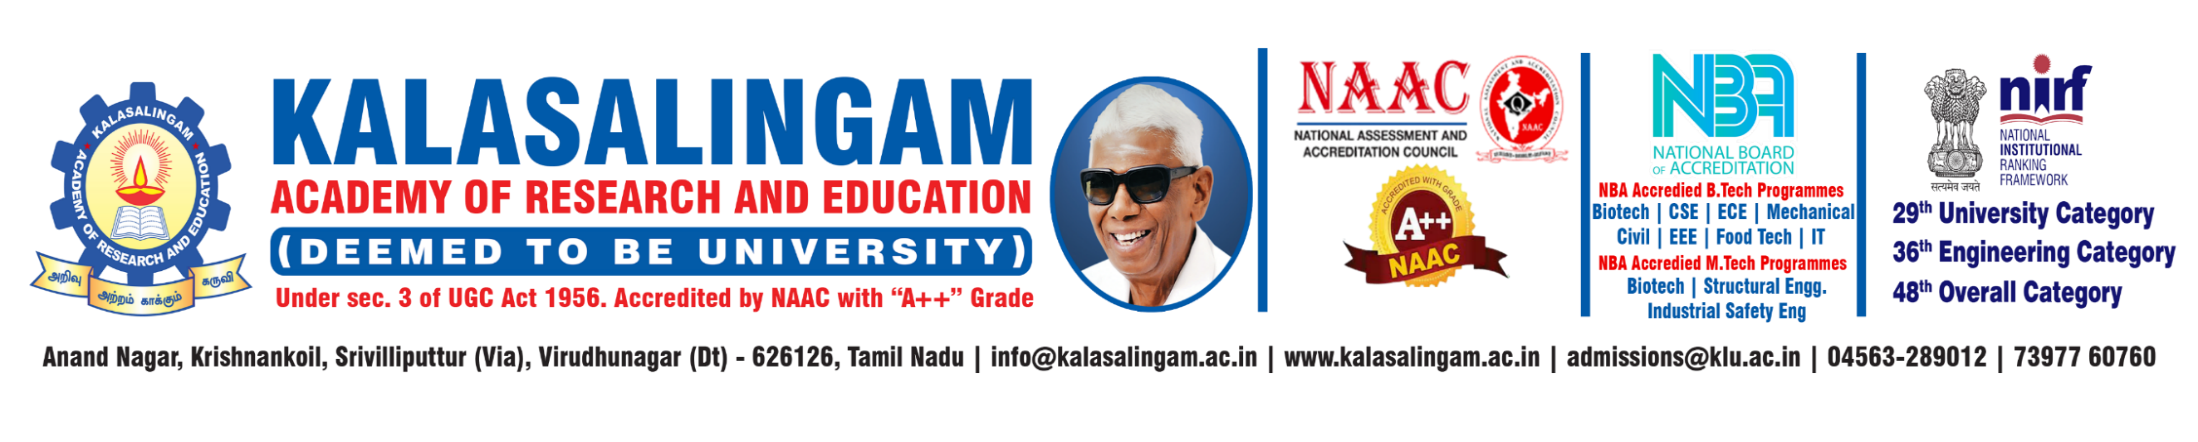 KALASALINGAM
ACADEMY OF RESEARCH AND EDUCATION
அறிவு
அற்றம் காக்கும்
கருவி
KALASALINGAM
ACADEMY OF RESEARCH AND EDUCATION
(DEEMED TO BE UNIVERSITY)
Under sec. 3 of UGC Act 1956. Accredited by NAAC with “A++” Grade
NAAC
NATIONAL ASSESSMENT AND
ACCREDITATION COUNCIL
NAAC
ACCREDITED WITH GRADE
A++
NAAC
NBA
NATIONAL BOARD
OF ACCREDITATION
NBA Accredied B.Tech Programmes
Biotech | CSE | ECE | Mechanical
Civil | EEE | Food Tech | IT
NBA Accredied M.Tech Programmes
Biotech | Structural Engg.
Industrial Safety Eng
सत्यमेव जयते
nirf
NATIONAL
INSTITUTIONAL
RANKING
FRAMEWORK
29th University Category
36th Engineering Category
48th Overall Category
Anand Nagar, Krishnankoil, Srivilliputtur (Via), Virudhunagar (Dt) - 626126, Tamil Nadu | info@kalasalingam.ac.in | www.kalasalingam.ac.in | admissions@klu.ac.in | 04563-289012 | 73977 60760